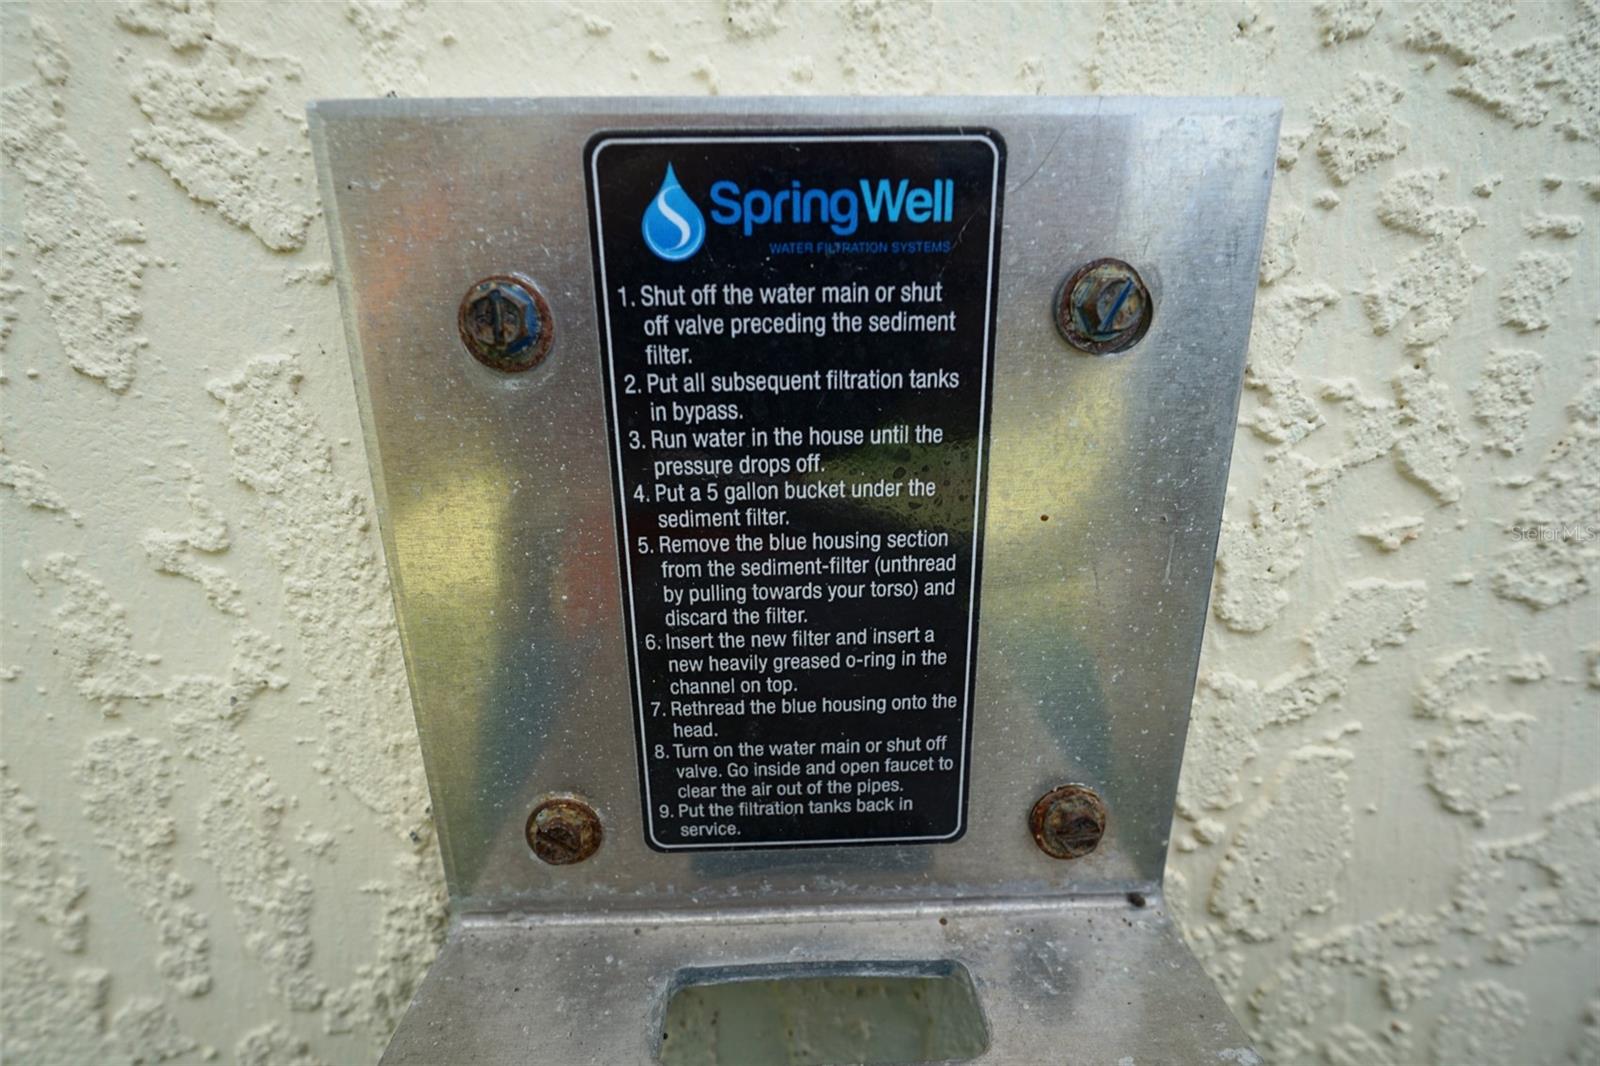 SpringWell
WATER FILTRATION SYSTEMS
1. Shut off the water main or shut
off valve preceding the sediment
filter.
2. Put all subsequent filtration tanks
in bypass.
3. Run water in the house until the
pressure drops off.
4. Put a 5 gallon bucket under the
sediment filter.
5. Remove the blue housing section
from the sediment-filter (unthread
by pulling towards your torso) and
discard the filter.
6. Insert the new filter and insert a
new heavily greased o-ring in the
channel on top.
7. Rethread the blue housing onto the
head.
8. Turn on the water main or shut off
valve. Go inside and open faucet to
clear the air out of the pipes.
9. Put the filtration tanks back in
service.
Stellar MLS